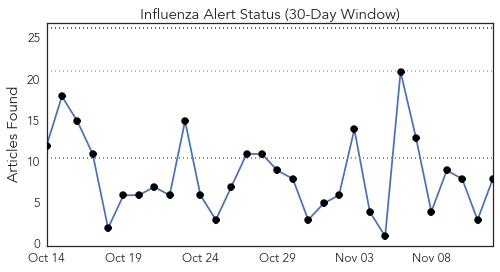 Influenza Alert Status (30-Day Window)
Articles Found
25
20
15
10
5
0
Oct 14 Oct 19 Oct 24 Oct 29 Nov 03 Nov 08